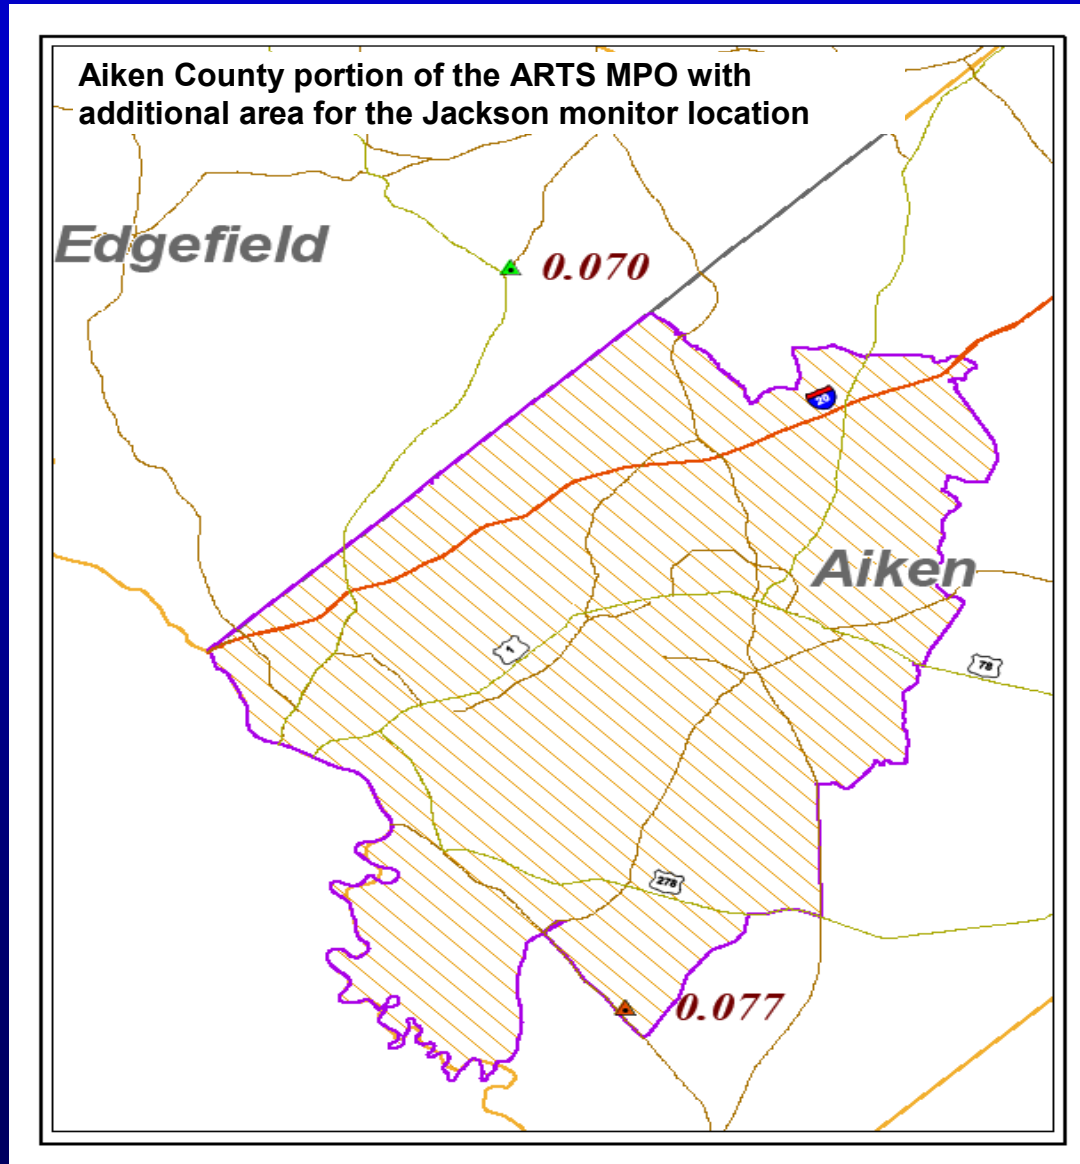 Aiken County portion of the ARTS MPO with
additional area for the Jackson monitor location
Edgefield
0.070
20
Aiken
1
78
278
0.077